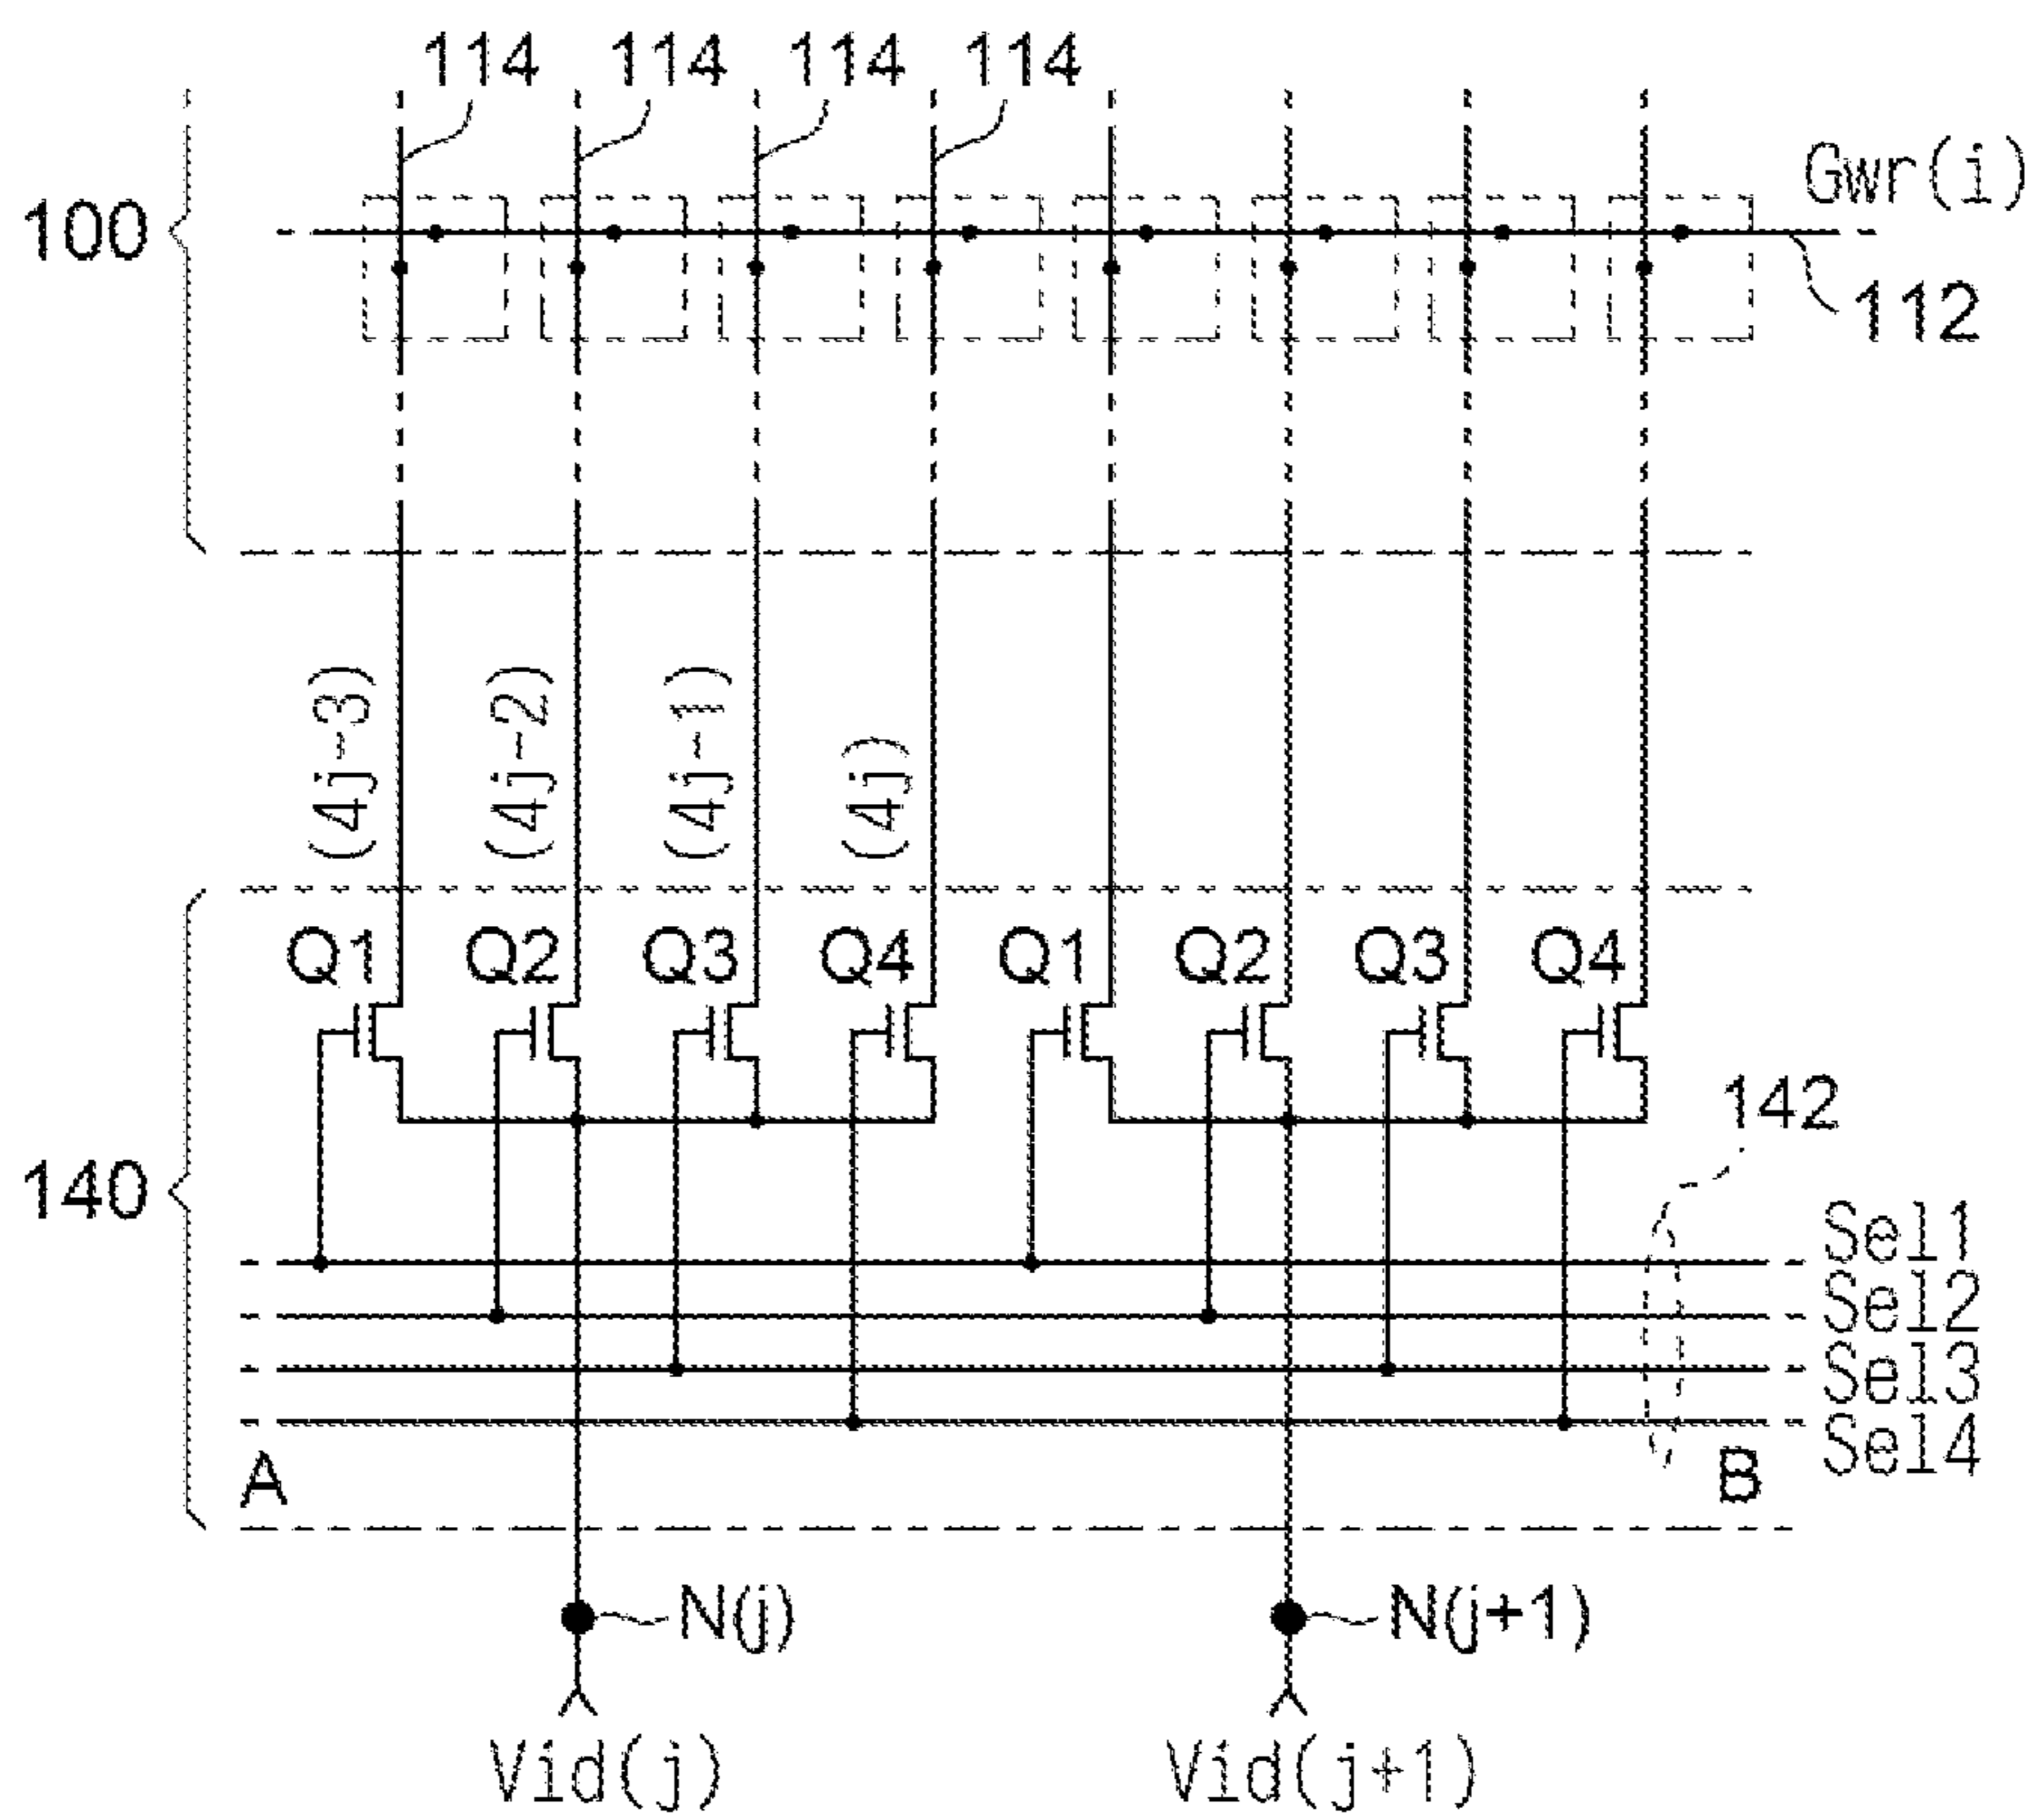 114 114 114 114
Gwr(i)
100
112
(4j-3) (4j-2) (4j-1) (4j)
Q1 Q2 Q3 Q4 Q1 Q2 Q3 Q4
142
140
Sel1
Sel2
Sel3
Sel4
A B
N(j) N(j+1)
Vid(j) Vid(j+1)